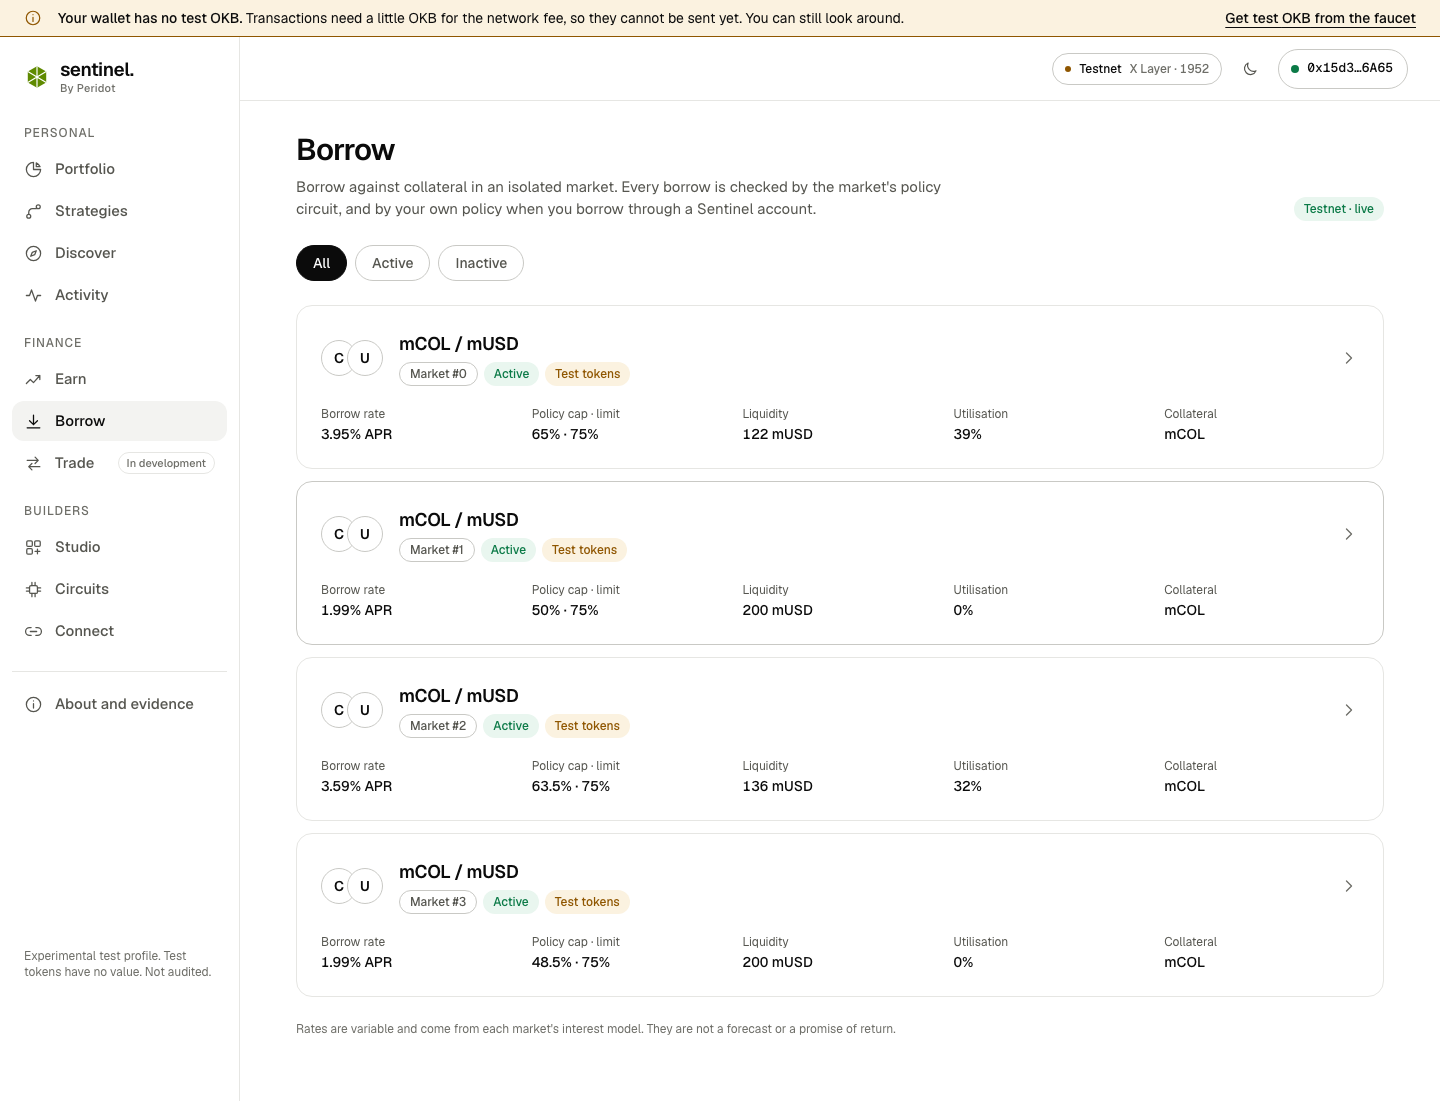 Your wallet has no test OKB. Transactions need a little OKB for the network fee, so they cannot be sent yet. You can still look around.
Get test OKB from the faucet
sentinel.
By Peridot
Testnet X Layer · 1952
0x15d3…6A65
PERSONAL
Portfolio
Strategies
Discover
Activity
FINANCE
Earn
Borrow
Trade
In development
BUILDERS
Studio
Circuits
Connect
About and evidence
Experimental test profile. Test
tokens have no value. Not audited.
Borrow
Borrow against collateral in an isolated market. Every borrow is checked by the market's policy
circuit, and by your own policy when you borrow through a Sentinel account.
Testnet · live
All
Active
Inactive
C U
mCOL / mUSD
Market #0 Active Test tokens
Borrow rate Policy cap · limit Liquidity Utilisation Collateral
3.95% APR 65% · 75% 122 mUSD 39% mCOL
C U
mCOL / mUSD
Market #1 Active Test tokens
Borrow rate Policy cap · limit Liquidity Utilisation Collateral
1.99% APR 50% · 75% 200 mUSD 0% mCOL
C U
mCOL / mUSD
Market #2 Active Test tokens
Borrow rate Policy cap · limit Liquidity Utilisation Collateral
3.59% APR 63.5% · 75% 136 mUSD 32% mCOL
C U
mCOL / mUSD
Market #3 Active Test tokens
Borrow rate Policy cap · limit Liquidity Utilisation Collateral
1.99% APR 48.5% · 75% 200 mUSD 0% mCOL
Rates are variable and come from each market's interest model. They are not a forecast or a promise of return.